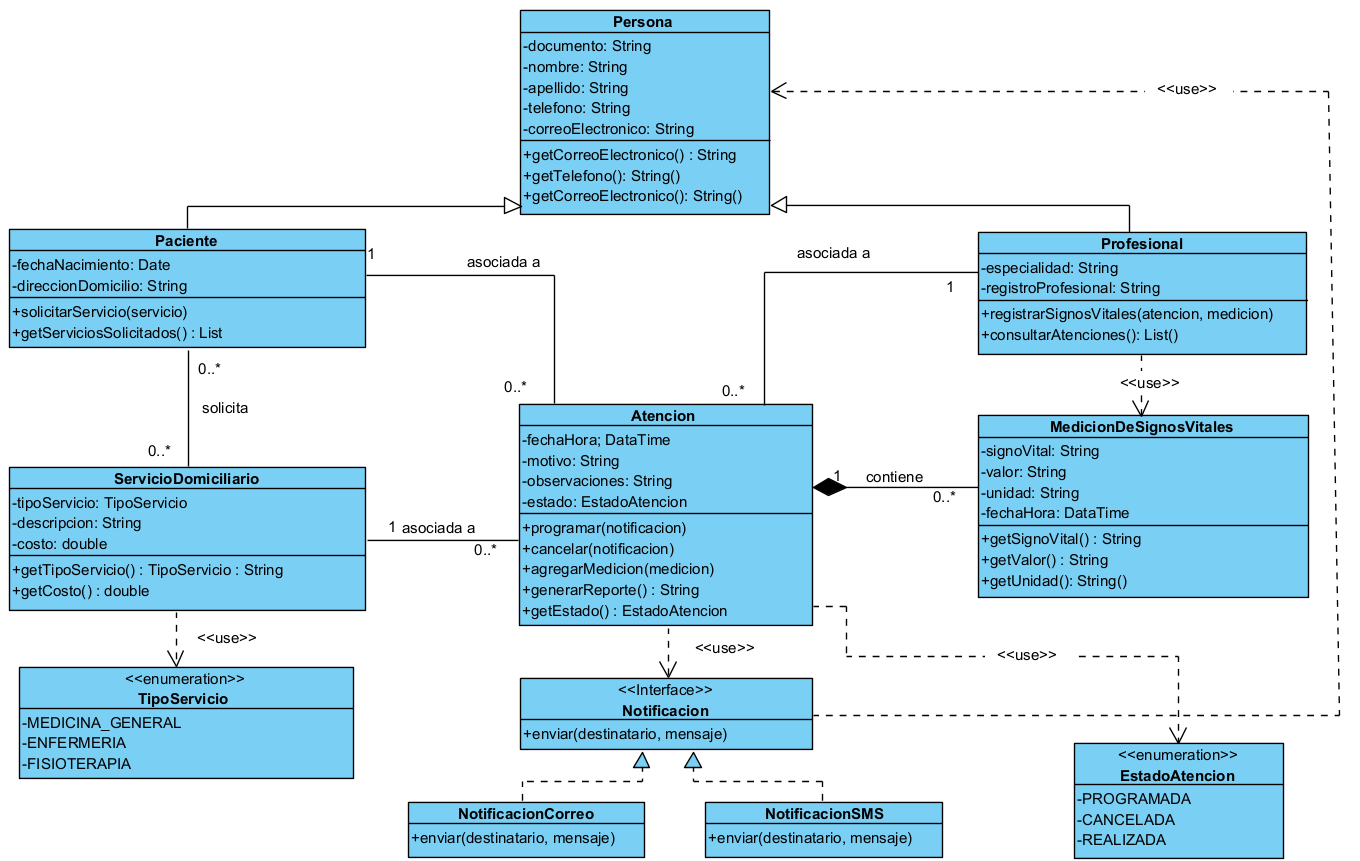 Persona
-documento: String
-nombre: String
-apellido: String
-telefono: String
-correoElectronico: String
+getCorreoElectronico() : String
+getTelefono(): String()
+getCorreoElectronico(): String()
<<use>>
Paciente
-fechaNacimiento: Date
-direccionDomicilio: String
+solicitarServicio(servicio)
+getServiciosSolicitados() : List
1
asociada a
0..*
asociada a
1
0..*
Profesional
-especialidad: String
-registroProfesional: String
+registrarSignosVitales(atencion, medicion)
+consultarAtenciones(): List()
<<use>>
0..*
solicita
0..*
ServicioDomiciliario
-tipoServicio: TipoServicio
-descripcion: String
-costo: double
+getTipoServicio() : TipoServicio : String
+getCosto() : double
1 asociada a
0..*
Atencion
-fechaHora; DataTime
-motivo: String
-observaciones: String
-estado: EstadoAtencion
+programar(notificacion)
+cancelar(notificacion)
+agregarMedicion(medicion)
+generarReporte() : String
+getEstado() : EstadoAtencion
1
contiene
0..*
MedicionDeSignosVitales
-signoVital: String
-valor: String
-unidad: String
-fechaHora: DataTime
+getSignoVital() : String
+getValor() : String
+getUnidad(): String()
<<use>>
<<use>>
<<use>>
<<enumeration>>
TipoServicio
-MEDICINA_GENERAL
-ENFERMERIA
-FISIOTERAPIA
<<Interface>>
Notificacion
+enviar(destinatario, mensaje)
<<enumeration>>
EstadoAtencion
-PROGRAMADA
-CANCELADA
-REALIZADA
NotificacionCorreo
+enviar(destinatario, mensaje)
NotificacionSMS
+enviar(destinatario, mensaje)